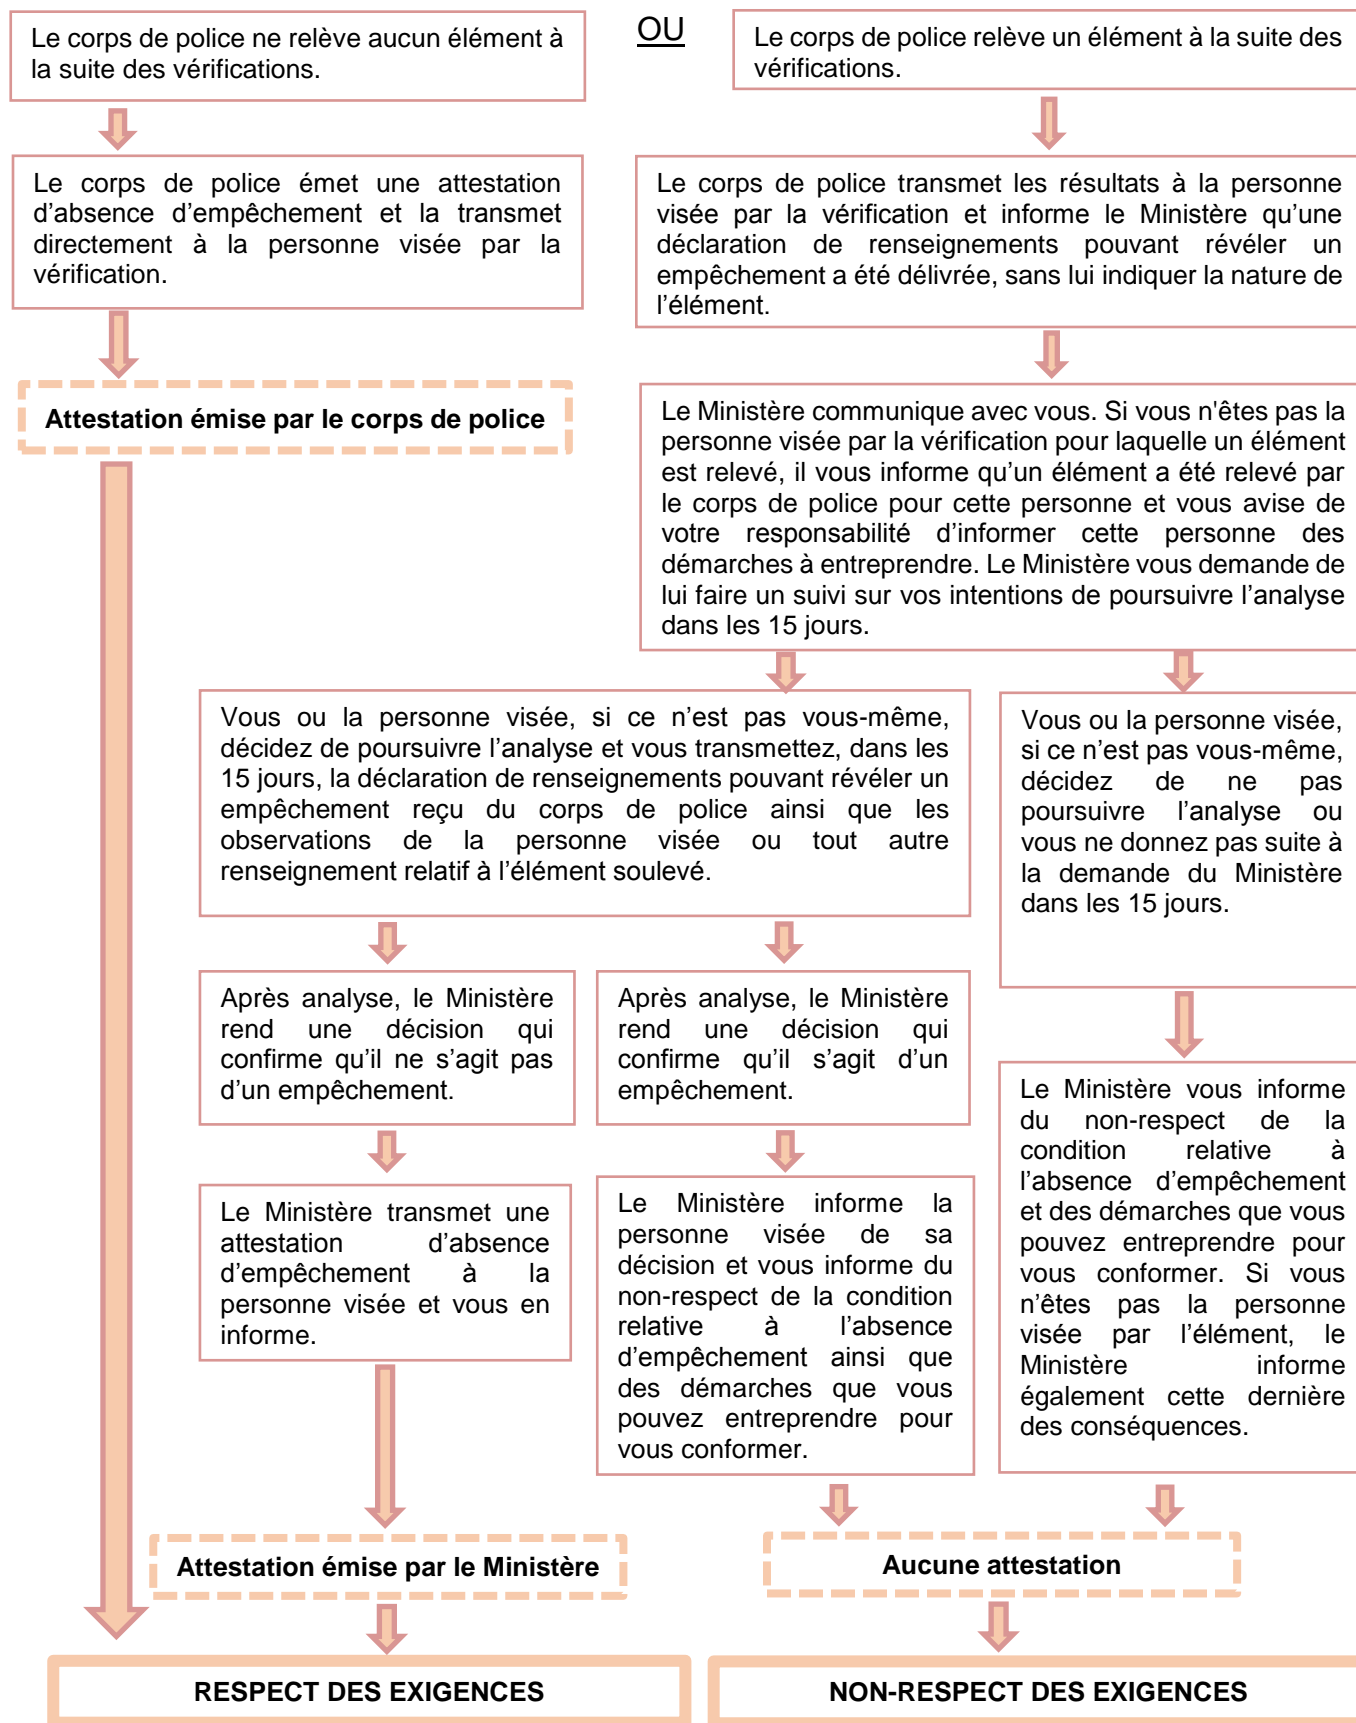 Le corps de police ne relève aucun élément à
la suite des vérifications.
OU
Le corps de police relève un élément à la suite des
vérifications.
Le corps de police émet une attestation
d’absence d’empêchement et la transmet
directement à la personne visée par la
vérification.
Le corps de police transmet les résultats à la personne
visée par la vérification et informe le Ministère qu’une
déclaration de renseignements pouvant révéler un
empêchement a été délivrée, sans lui indiquer la nature de
l’élément.
Attestation émise par le corps de police
Le Ministère communique avec vous. Si vous n'êtes pas la
personne visée par la vérification pour laquelle un élément
est relevé, il vous informe qu’un élément a été relevé par
le corps de police pour cette personne et vous avise de
votre responsabilité d’informer cette personne des
démarches à entreprendre. Le Ministère vous demande de
lui faire un suivi sur vos intentions de poursuivre l’analyse
dans les 15 jours.
Vous ou la personne visée, si ce n’est pas vous-même,
décidez de poursuivre l’analyse et vous transmettez, dans les
15 jours, la déclaration de renseignements pouvant révéler un
empêchement reçu du corps de police ainsi que les
observations de la personne visée ou tout autre
renseignement relatif à l’élément soulevé.
Vous ou la personne visée,
si ce n’est pas vous-même,
décidez de ne pas
poursuivre l’analyse ou
vous ne donnez pas suite à
la demande du Ministère
dans les 15 jours.
Après analyse, le Ministère
rend une décision qui
confirme qu’il ne s’agit pas
d’un empêchement.
Après analyse, le Ministère
rend une décision qui
confirme qu’il s’agit d’un
empêchement.
Le Ministère vous informe
du non-respect de la
condition relative à
l’absence d’empêchement
et des démarches que vous
pouvez entreprendre pour
vous conformer. Si vous
n’êtes pas la personne
visée par l’élément, le
Ministère informe
également cette dernière
des conséquences.
Le Ministère transmet une
attestation d’absence
d’empêchement à la
personne visée et vous en
informe.
Le Ministère informe la
personne visée de sa
décision et vous informe du
non-respect de la condition
relative à l’absence
d’empêchement ainsi que
des démarches que vous
pouvez entreprendre pour
vous conformer.
Attestation émise par le Ministère
Aucune attestation
RESPECT DES EXIGENCES
NON-RESPECT DES EXIGENCES